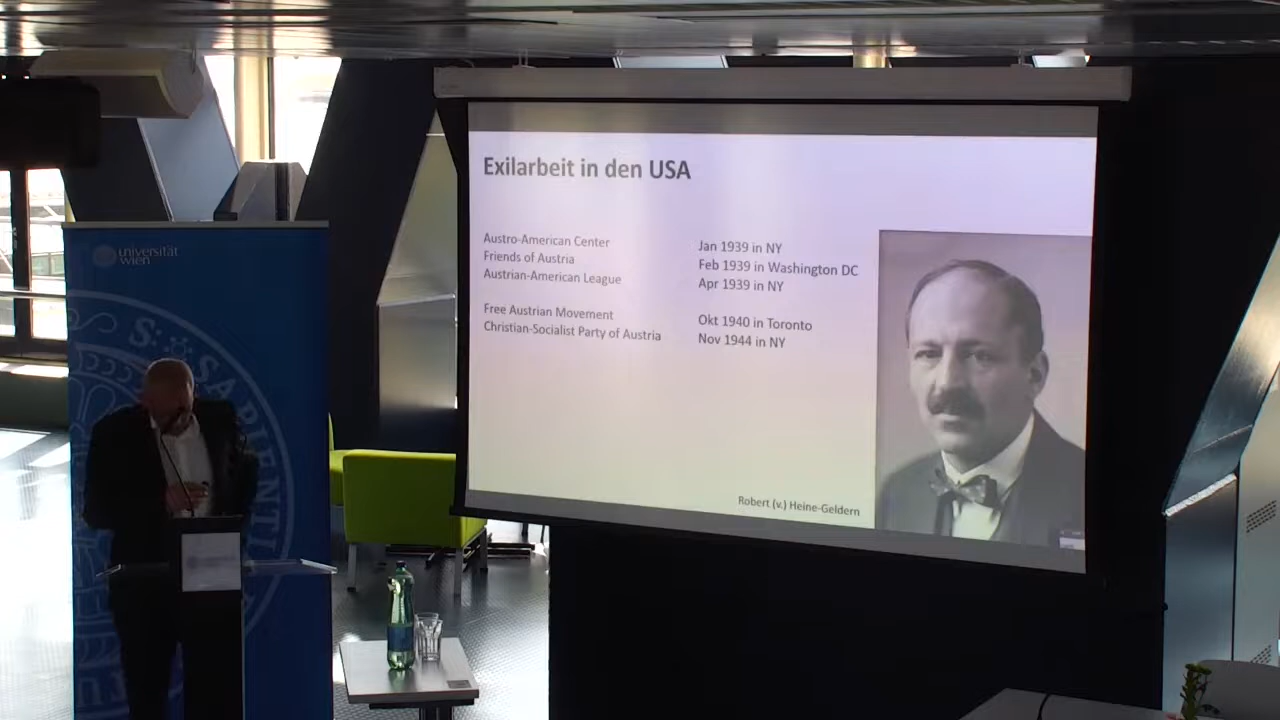 universität
wien
S SAPIENTI
Exilarbeit in den USA
Austro-American Center Jan 1939 in NY
Friends of Austria Feb 1939 in Washington DC
Austrian-American League Apr 1939 in NY
Free Austrian Movement Okt 1940 in Toronto
Christian-Socialist Party of Austria Nov 1944 in NY
Robert (v.) Heine-Geldern